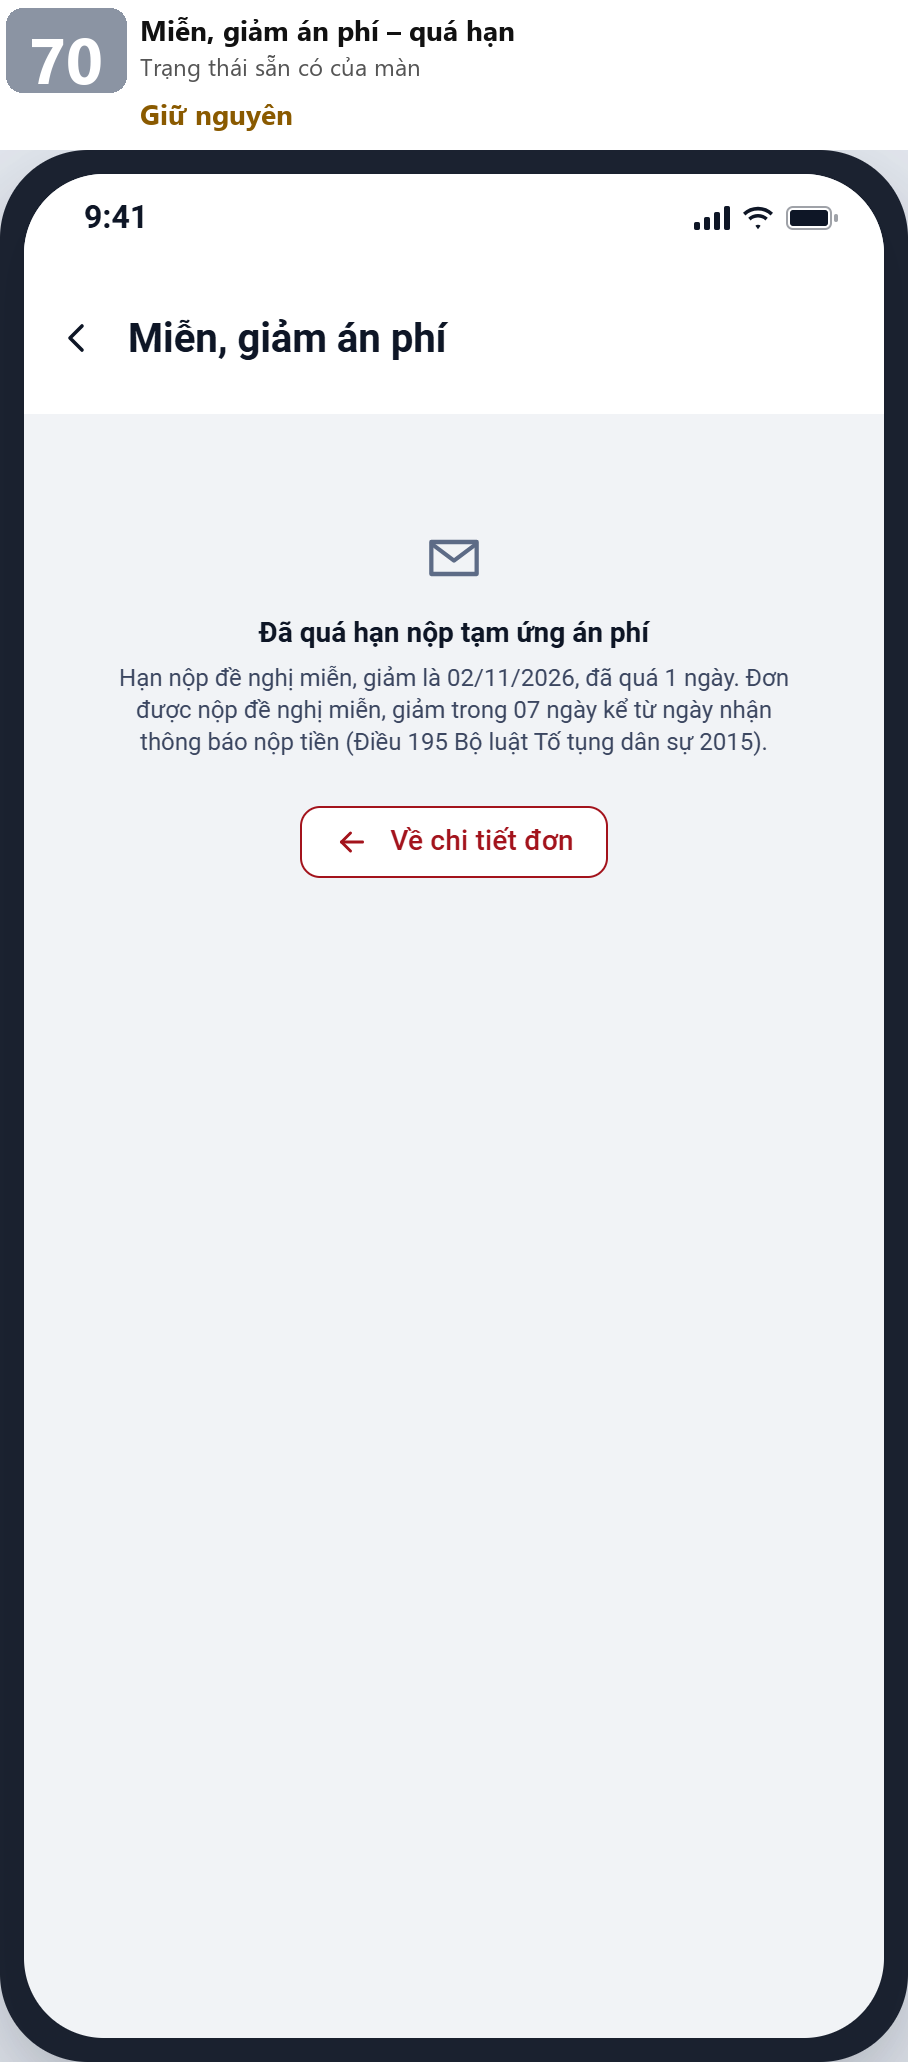 70
Miễn, giảm án phí – quá hạn
Trạng thái sẵn có của màn
Giữ nguyên
9:41
Miễn, giảm án phí
Đã quá hạn nộp tạm ứng án phí
Hạn nộp đề nghị miễn, giảm là 02/11/2026, đã quá 1 ngày. Đơn
được nộp đề nghị miễn, giảm trong 07 ngày kể từ ngày nhận
thông báo nộp tiền (Điều 195 Bộ luật Tố tụng dân sự 2015).
Về chi tiết đơn